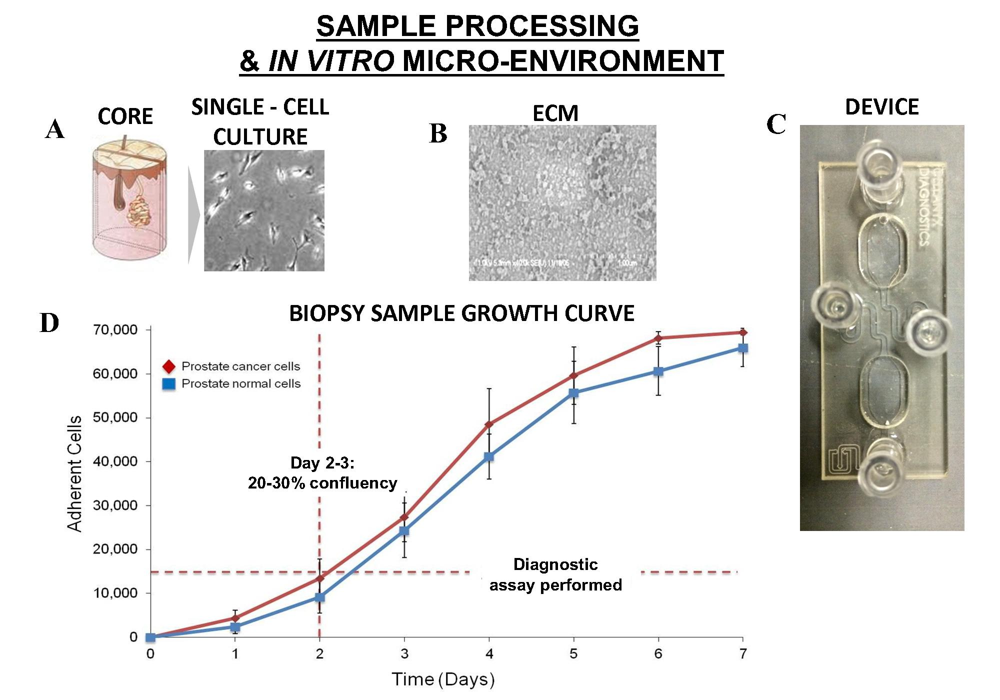 SAMPLE PROCESSING
& IN VITRO MICRO-ENVIRONMENT
A
CORE
SINGLE - CELL
CULTURE
B
ECM
1.00um
C
DEVICE
DIAGNOSTICS
D
BIOPSY SAMPLE GROWTH CURVE
70,000
60,000
50,000
40,000
30,000
20,000
10,000
0
Adherent Cells
Prostate cancer cells
Prostate normal cells
Day 2-3:
20-30% confluency
Diagnostic
assay performed
0 1 2 3 4 5 6 7
Time (Days)